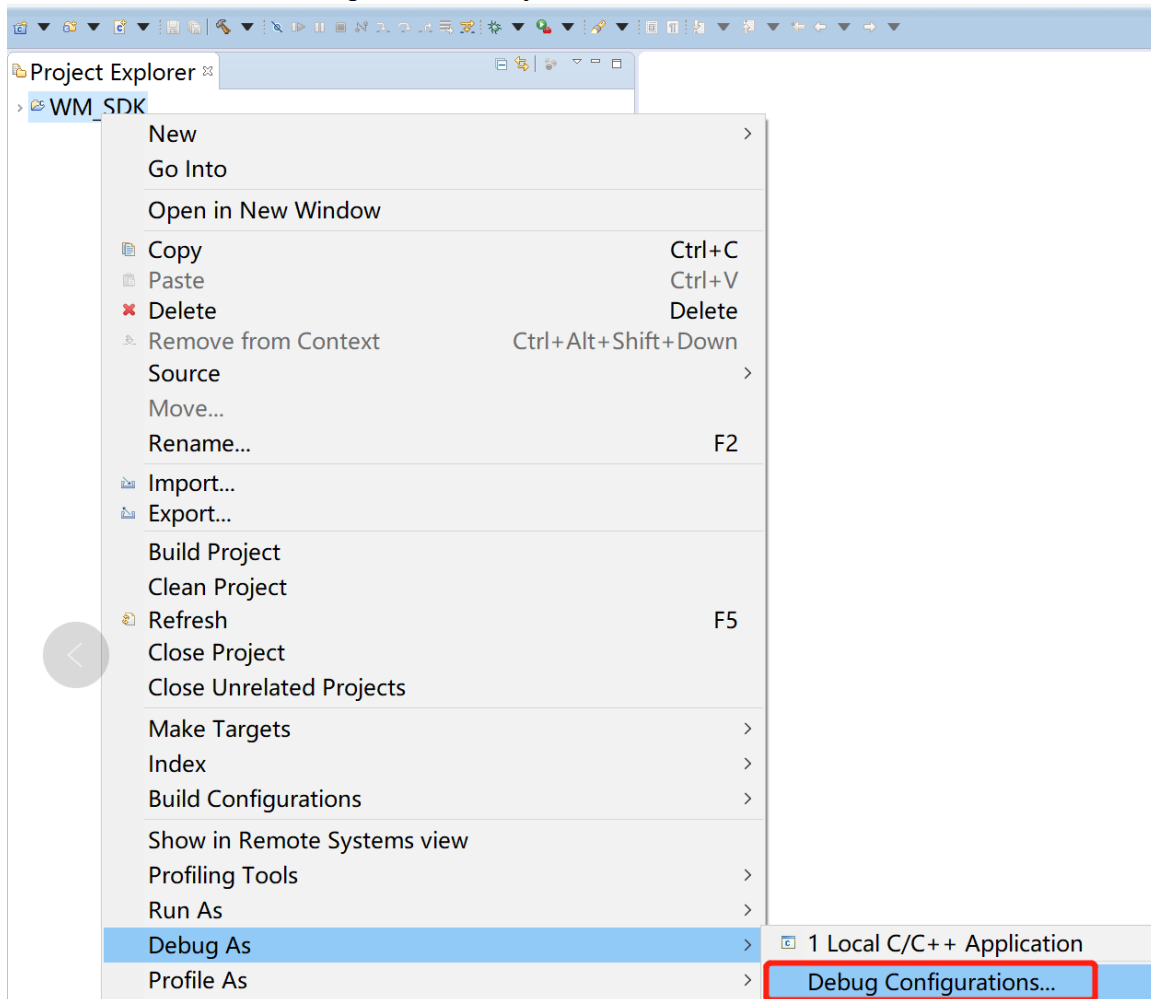 Project Explorer
WM_SDK
New
Go Into
Open in New Window
Copy Ctrl+C
Paste Ctrl+V
Delete Delete
Remove from Context Ctrl+Alt+Shift+Down
Source
Move...
Rename... F2
Import...
Export...
Build Project
Clean Project
Refresh F5
Close Project
Close Unrelated Projects
Make Targets
Index
Build Configurations
Show in Remote Systems view
Profiling Tools
Run As
Debug As
1 Local C/C++ Application
Profile As
Debug Configurations...